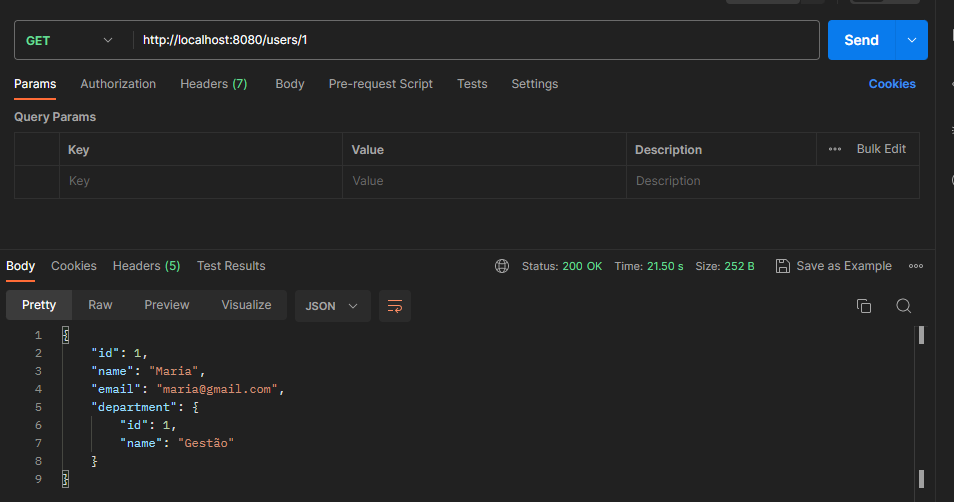 GET http://localhost:8080/users/1 Send
Params Authorization Headers (7) Body Pre-request Script Tests Settings Cookies
Query Params
Key Value Description ••• Bulk Edit
Key Value Description
Body Cookies Headers (5) Test Results Status: 200 OK Time: 21.50 s Size: 252 B Save as Example •••
Pretty Raw Preview Visualize JSON
1 {
2 "id": 1,
3 "name": "Maria",
4 "email": "maria@gmail.com",
5 "department": {
6 "id": 1,
7 "name": "Gestão"
8 }
9 }